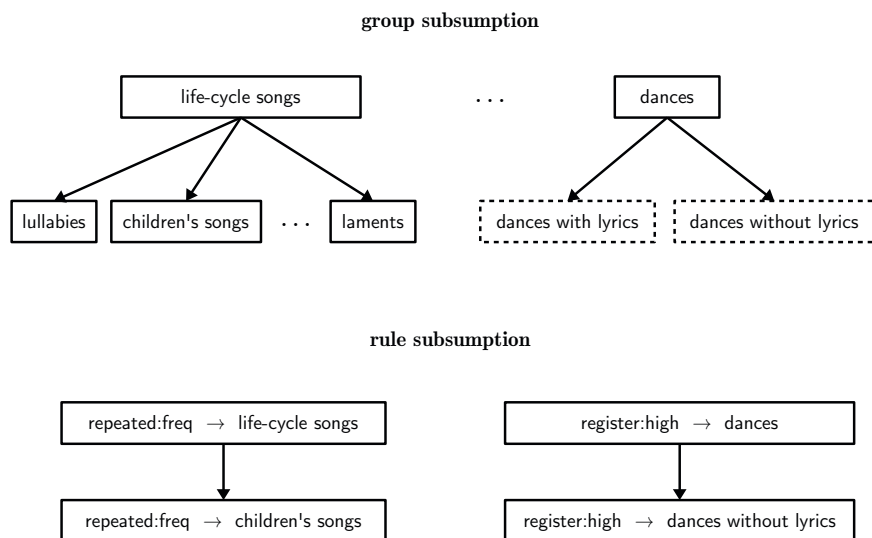 group subsumption
life-cycle songs ... dances
lullabies children's songs ... laments dances with lyrics dances without lyrics
rule subsumption
repeated:freq → life-cycle songs register:high → dances
repeated:freq → children's songs register:high → dances without lyrics